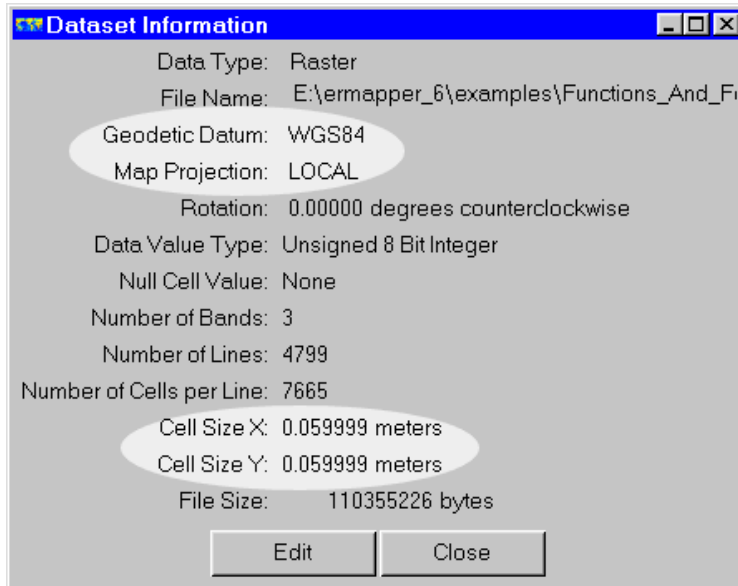 Dataset Information
Data Type: Raster
File Name: E:\ermapper_6\examples\Functions_And_F
Geodetic Datum: WGS84
Map Projection: LOCAL
Rotation: 0.00000 degrees counterclockwise
Data Value Type: Unsigned 8 Bit Integer
Null Cell Value: None
Number of Bands: 3
Number of Lines: 4799
Number of Cells per Line: 7665
Cell Size X: 0.059999 meters
Cell Size Y: 0.059999 meters
File Size: 110355226 bytes
Edit Close